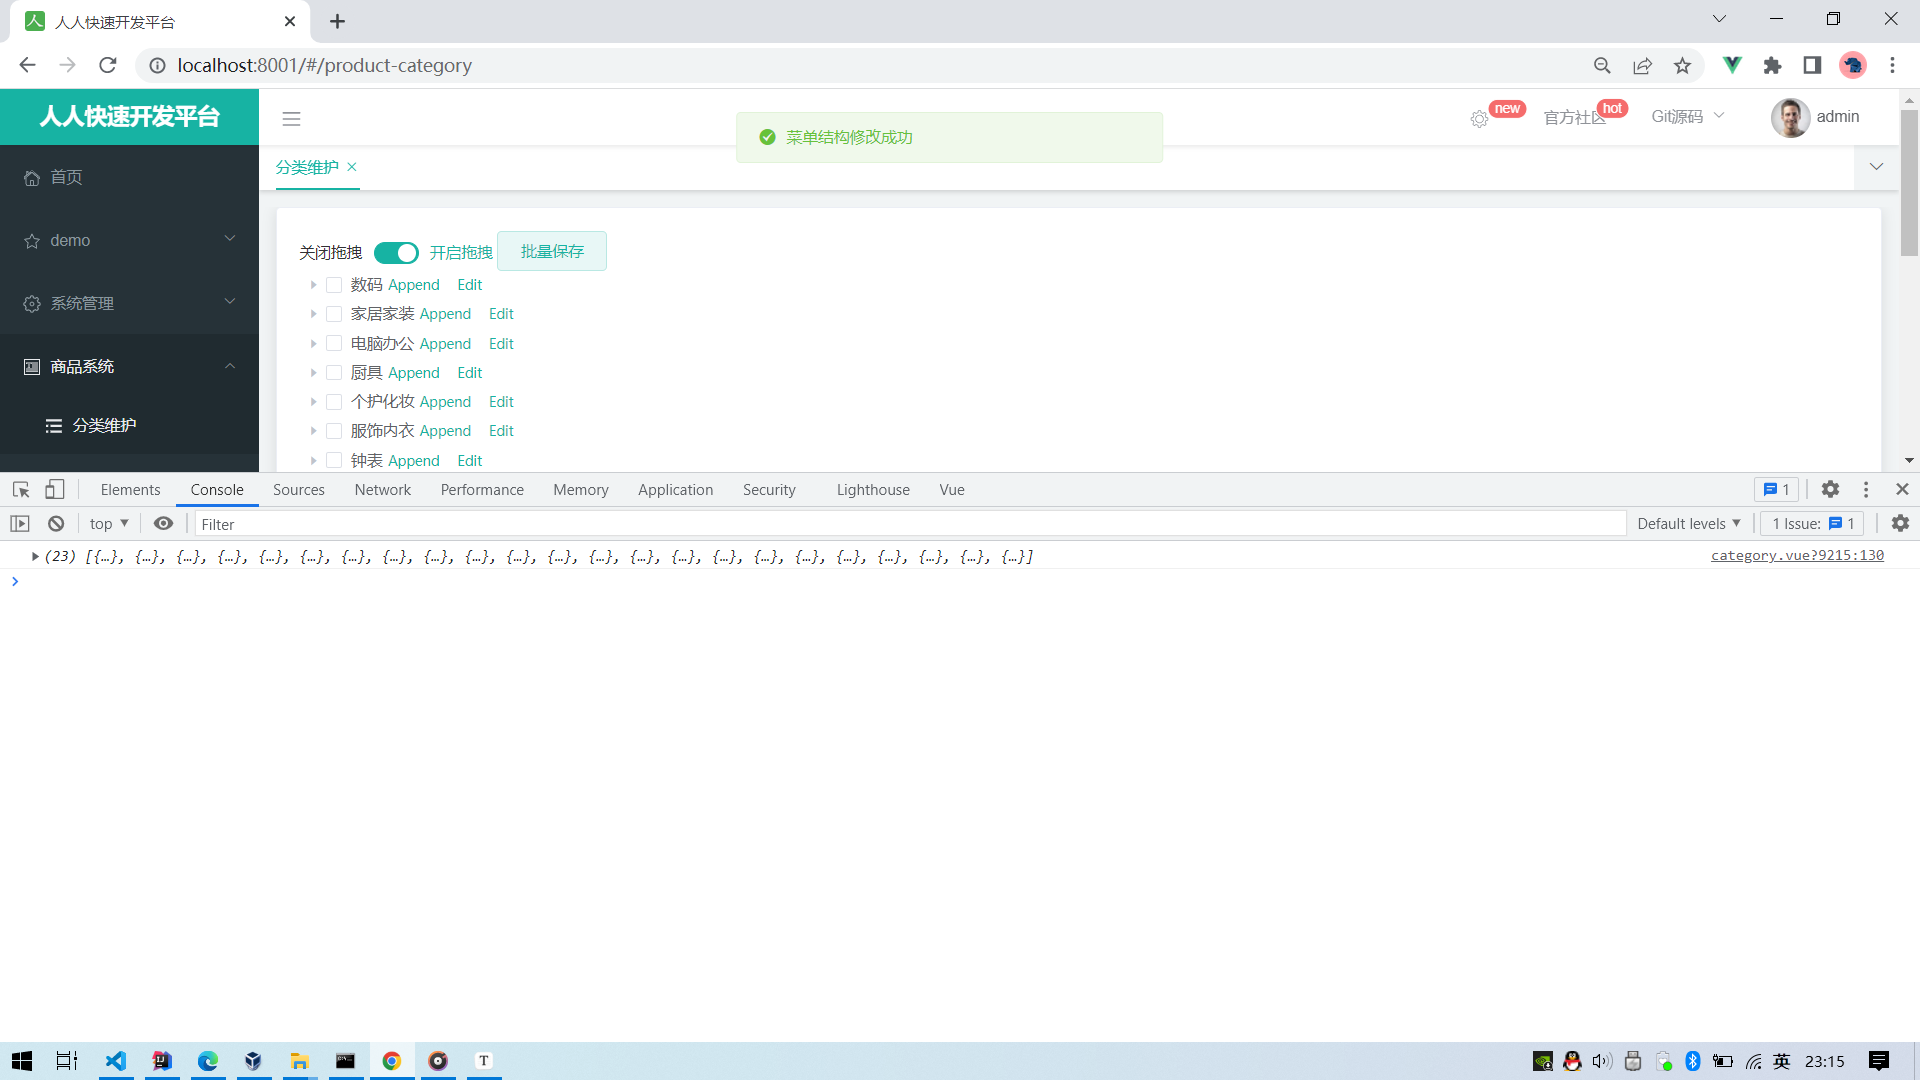 人人快速开发平台
localhost:8001/#/product-category
人人快速开发平台
菜单结构修改成功
new
官方社区
hot
Git源码
admin
分类维护
首页
demo
系统管理
商品系统
分类维护
关闭拖拽 开启拖拽 批量保存
数码 Append Edit
家居家装 Append Edit
电脑办公 Append Edit
厨具 Append Edit
个护化妆 Append Edit
服饰内衣 Append Edit
钟表 Append Edit
Elements Console Sources Network Performance Memory Application Security Lighthouse Vue 1
top Filter Default levels 1 Issue: 1
(23) [{…}, {…}, {…}, {…}, {…}, {…}, {…}, {…}, {…}, {…}, {…}, {…}, {…}, {…}, {…}, {…}, {…}, {…}, {…}, {…}, {…}, {…}, {…}] category.vue?9215:130
英 23:15